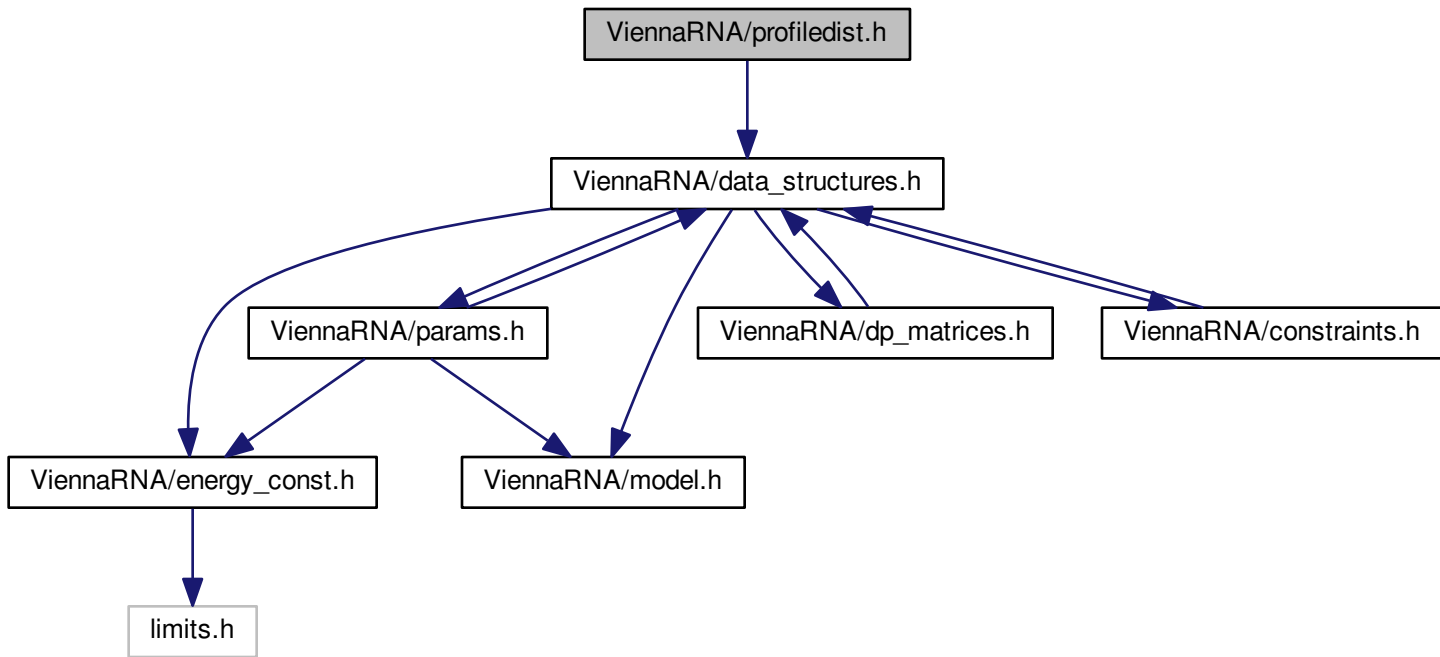 ViennaRNA/profiledist.h
ViennaRNA/data_structures.h
ViennaRNA/params.h
ViennaRNA/dp_matrices.h
ViennaRNA/constraints.h
ViennaRNA/energy_const.h
ViennaRNA/model.h
limits.h